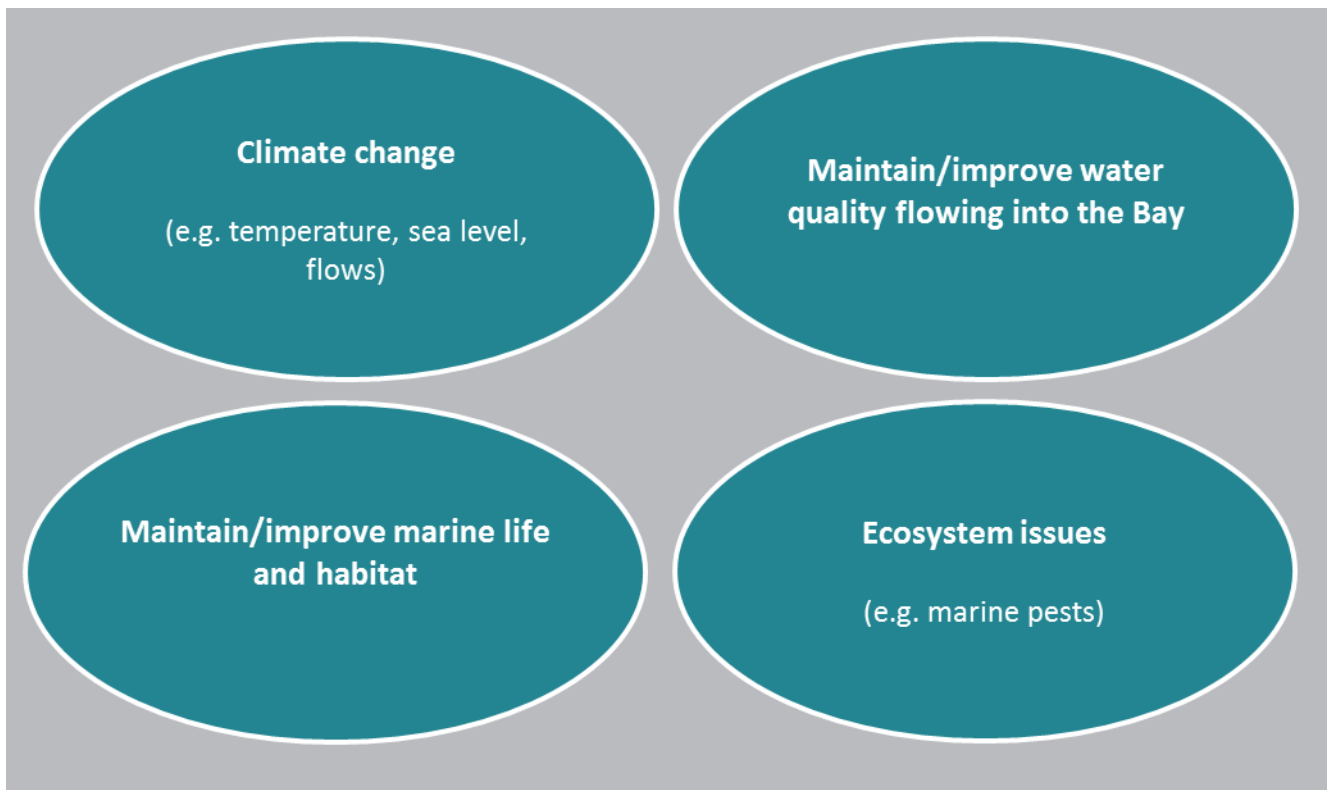 Climate change
(e.g. temperature, sea level,
flows)
Maintain/improve water
quality flowing into the Bay
Maintain/improve marine life
and habitat
Ecosystem issues
(e.g. marine pests)